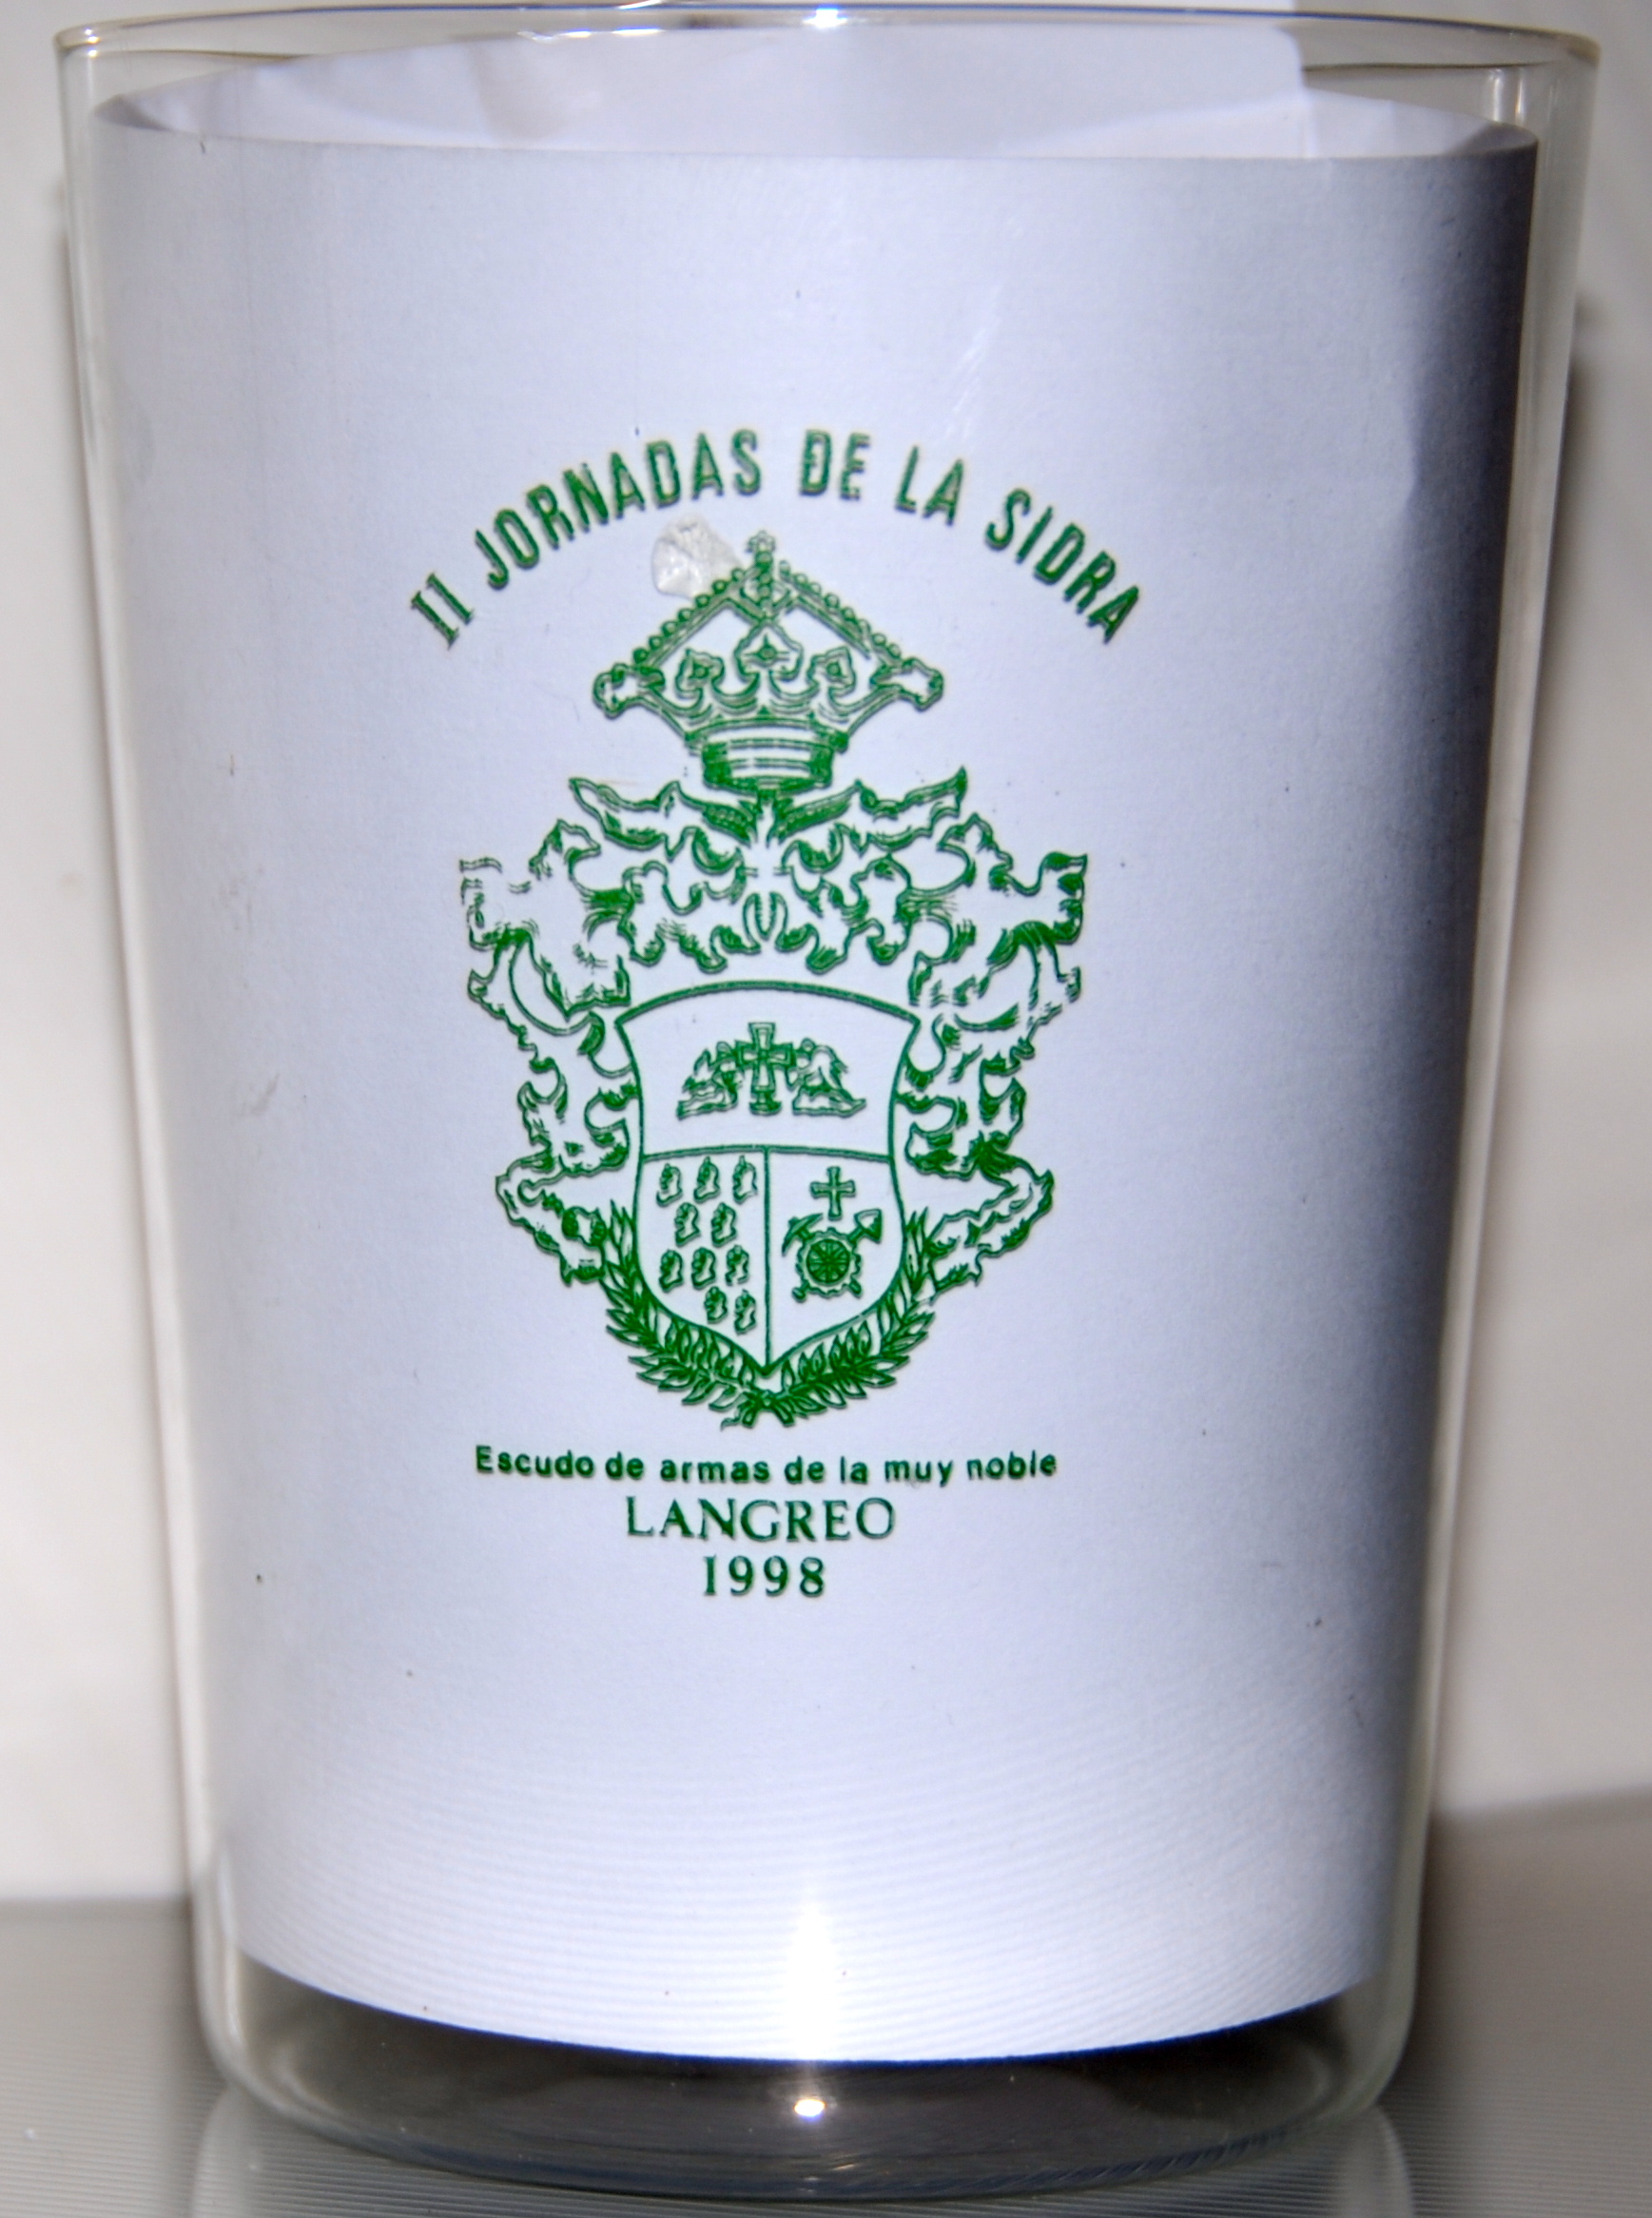 II JORNADAS DE LA SIDRA
Escudo de armas de la muy noble
LANGREO
1998